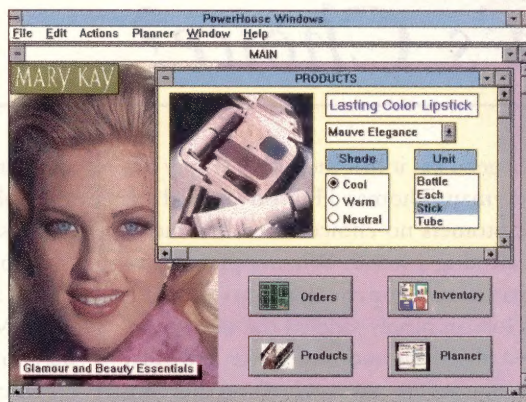 PowerHouse Windows
File Edit Actions Planner Window Help
MAIN
MARY KAY
PRODUCTS
Lasting Color Lipstick
Mauve Elegance
Shade
Unit
Cool
Warm
Neutral
Bottle
Each
Stick
Tube
Orders
Inventory
Products
Planner
Glamour and Beauty Essentials